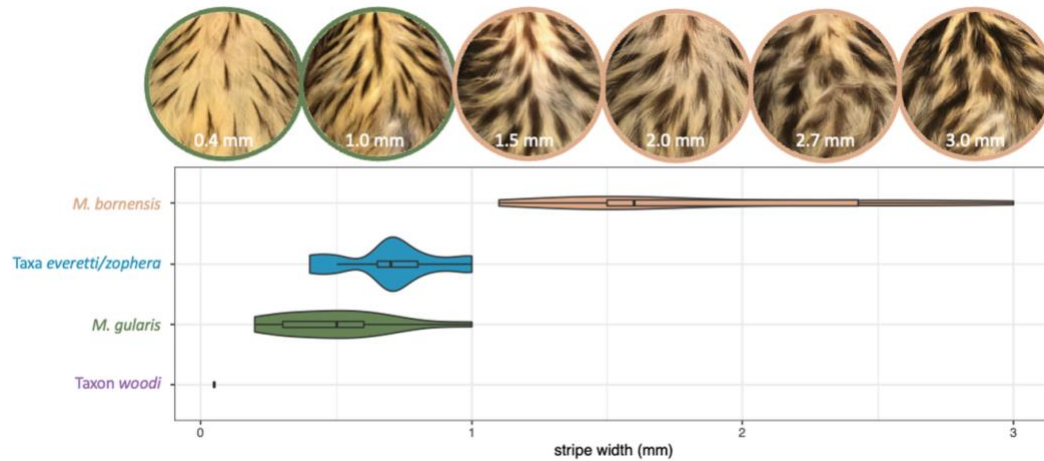 0.4 mm 1.0 mm 1.5 mm 2.0 mm 2.7 mm 3.0 mm
M. bornensis
Taxa everetti/zophera
M. gularis
Taxon woodi
0 1 2 3
stripe width (mm)